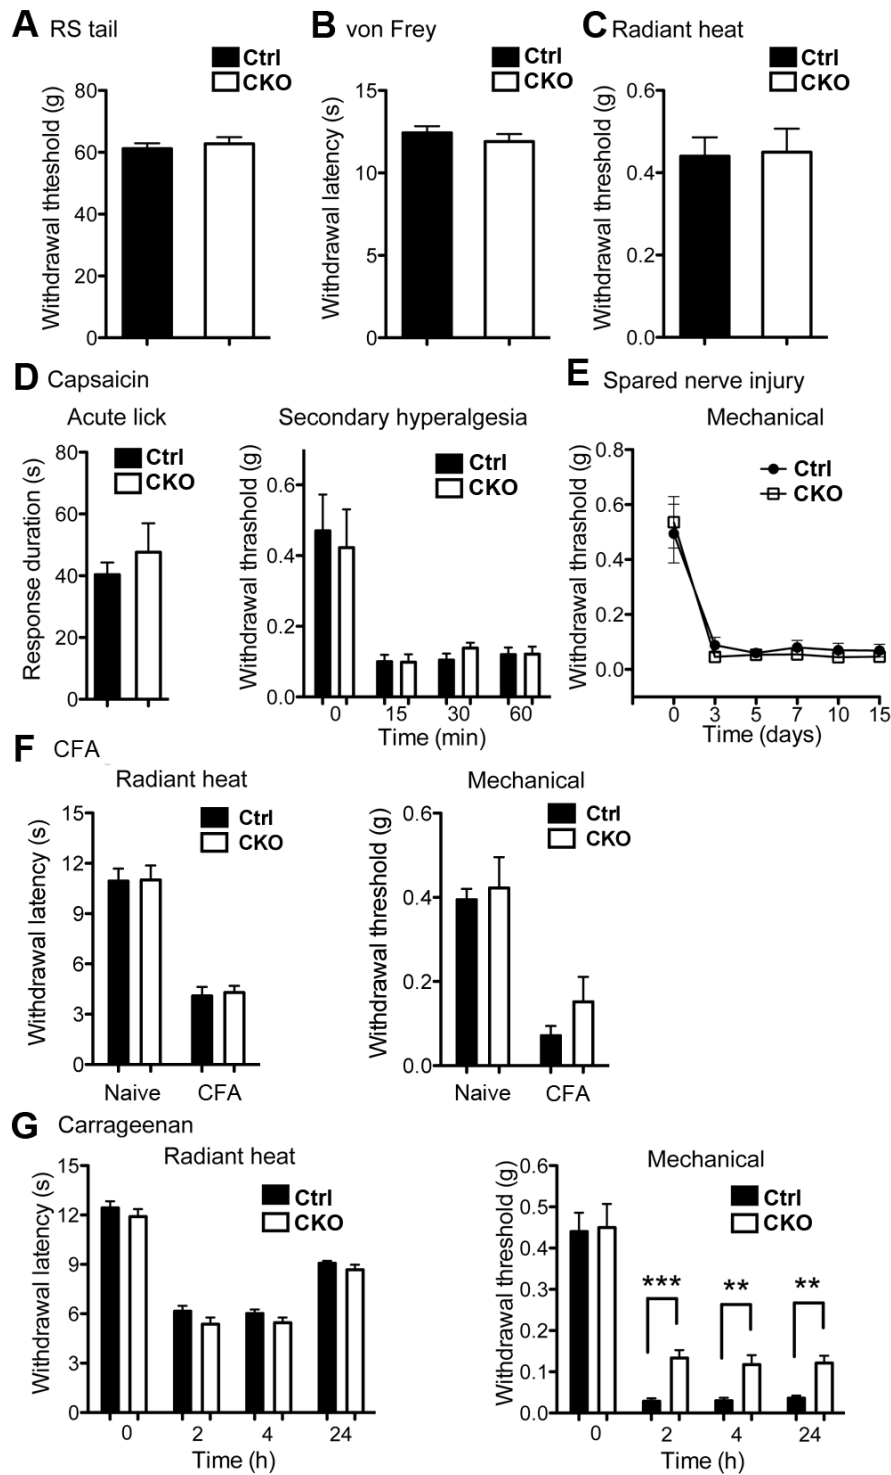 A RS tail
Ctrl
CKO
Withdrawal thteshold (g)
80
60
40
20
0
B von Frey
Ctrl
CKO
Withdrawal latency (s)
15
10
5
0
C Radiant heat
Ctrl
CKO
Withdrawal threshold (g)
0.6
0.4
0.2
0.0
D Capsaicin
Acute lick
Ctrl
CKO
Response duration (s)
80
60
40
20
0
Secondary hyperalgesia
Ctrl
CKO
Withdrawal thrashold (g)
0.6
0.4
0.2
0.0
0 15 30 60
Time (min)
E Spared nerve injury
Mechanical
Ctrl
CKO
Withdrawal thrashold (g)
0.8
0.6
0.4
0.2
0.0
0 3 5 7 10 15
Time (days)
F CFA
Radiant heat
Ctrl
CKO
Withdrawal latency (s)
15
12
9
6
3
0
Naive CFA
Mechanical
Ctrl
CKO
Withdrawal threshold (g)
0.6
0.4
0.2
0.0
Naive CFA
G Carrageenan
Radiant heat
Ctrl
CKO
Withdrawal latency (s)
15
12
9
6
3
0
0 2 4 24
Time (h)
Mechanical
Ctrl
CKO
Withdrawal threshold (g)
0.6
0.5
0.4
0.3
0.2
0.1
0.0
*** ** **
0 2 4 24
Time (h)